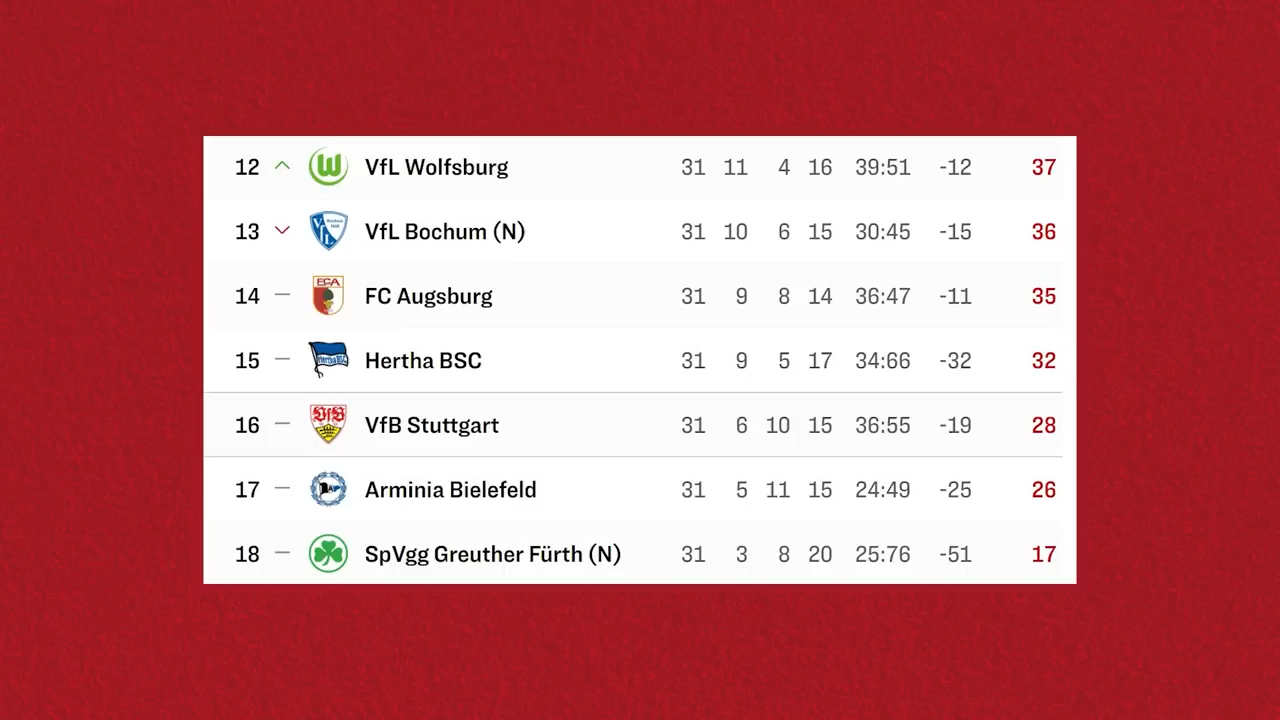 12 VfL Wolfsburg 31 11 4 16 39:51 -12 37
13 VfL Bochum (N) 31 10 6 15 30:45 -15 36
14 FC Augsburg 31 9 8 14 36:47 -11 35
15 Hertha BSC 31 9 5 17 34:66 -32 32
16 VfB Stuttgart 31 6 10 15 36:55 -19 28
17 Arminia Bielefeld 31 5 11 15 24:49 -25 26
18 SpVgg Greuther Fürth (N) 31 3 8 20 25:76 -51 17